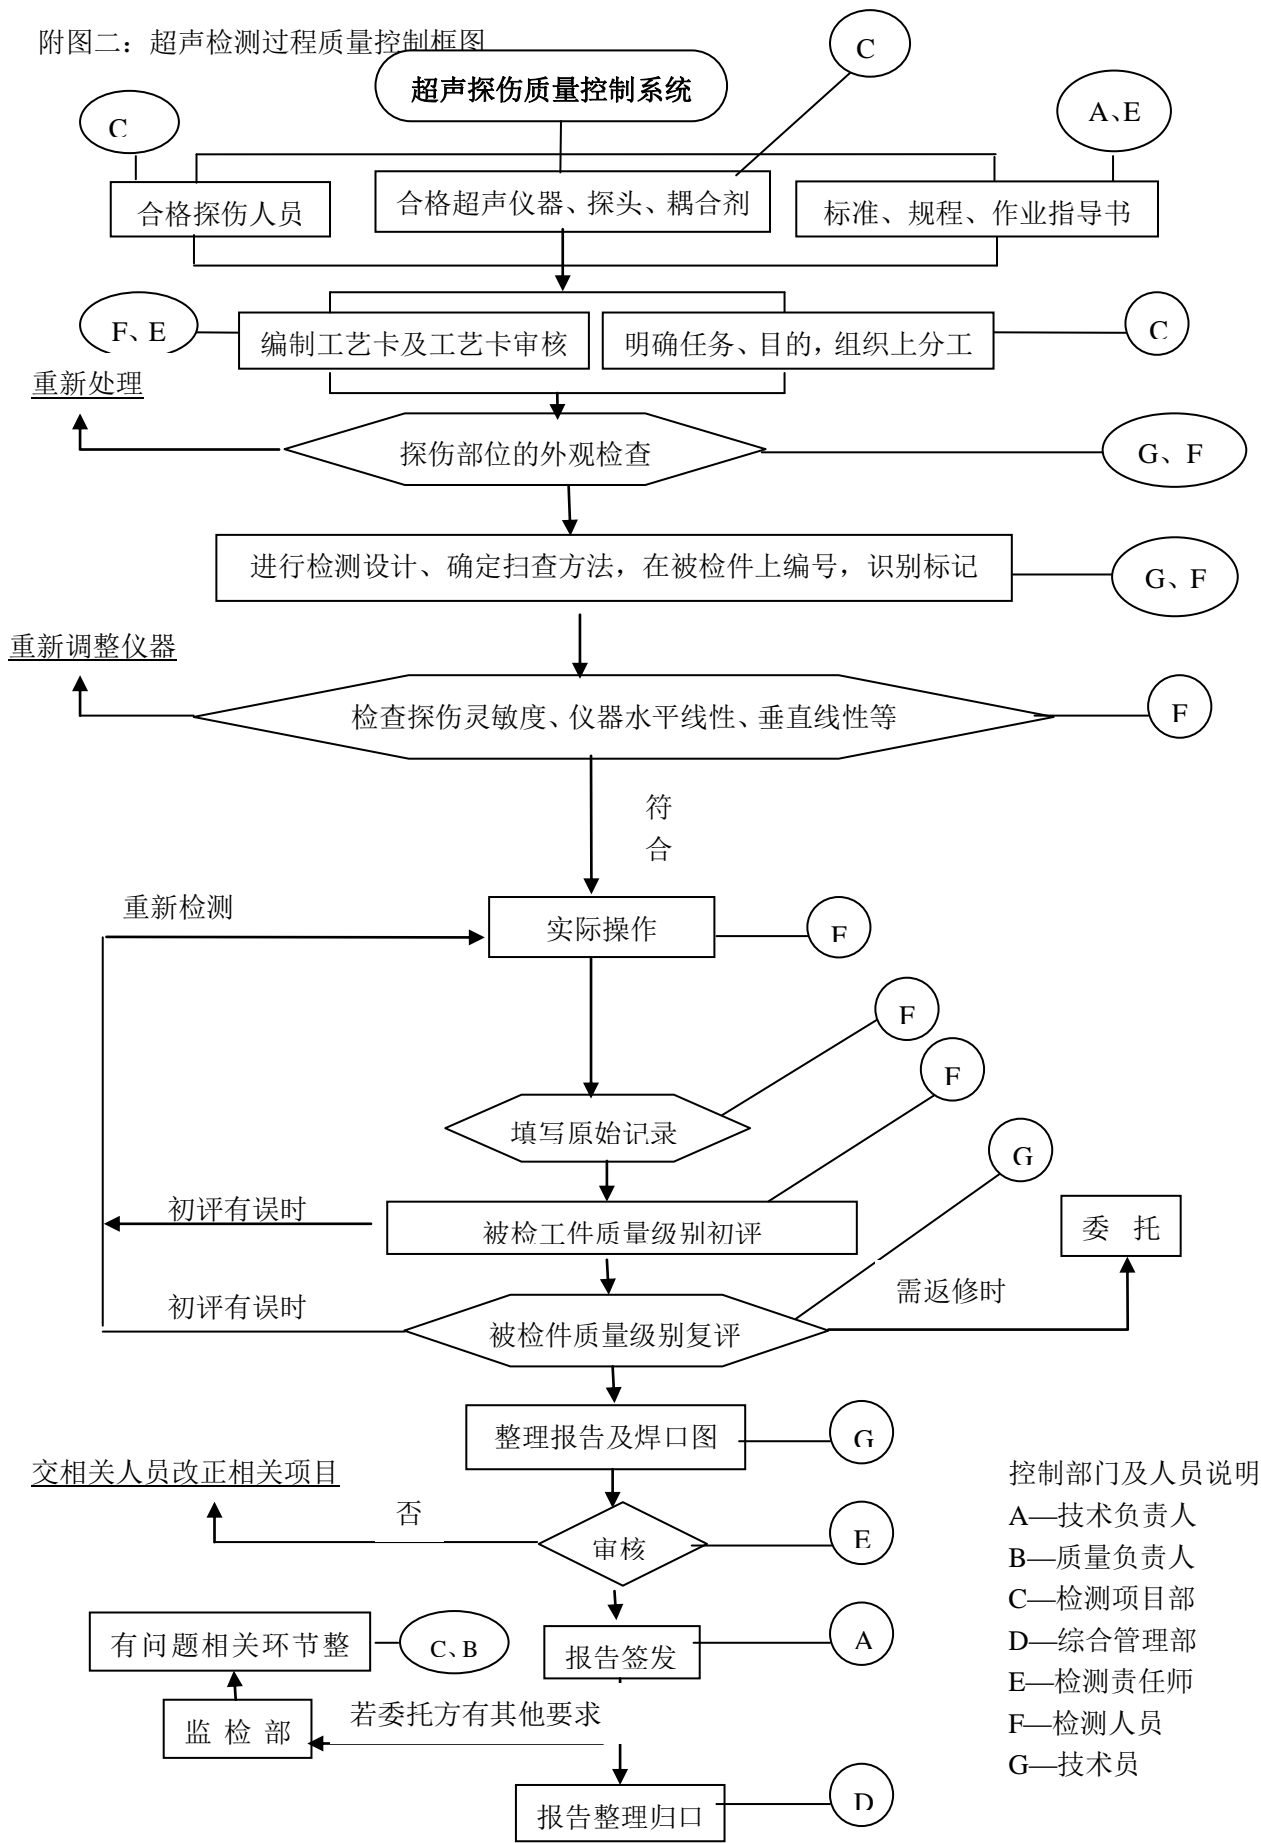 附图二：超声检测过程质量控制框图
C
超声探伤质量控制系统
C
A、E
合格探伤人员
合格超声仪器、探头、耦合剂
标准、规程、作业指导书
F、E
编制工艺卡及工艺卡审核
明确任务、目的，组织上分工
C
重新处理
探伤部位的外观检查
G、F
进行检测设计、确定扫查方法，在被检件上编号，识别标记
G、F
重新调整仪器
检查探伤灵敏度、仪器水平线性、垂直线性等
F
符
合
重新检测
实际操作
F
F
F
填写原始记录
G
初评有误时
被检工件质量级别初评
委 托
需返修时
初评有误时
被检件质量级别复评
整理报告及焊口图
G
交相关人员改正相关项目
否
审核
E
控制部门及人员说明
A—技术负责人
B—质量负责人
C—检测项目部
D—综合管理部
E—检测责任师
F—检测人员
G—技术员
有问题相关环节整
C、B
报告签发
A
监 检 部
若委托方有其他要求
报告整理归口
D